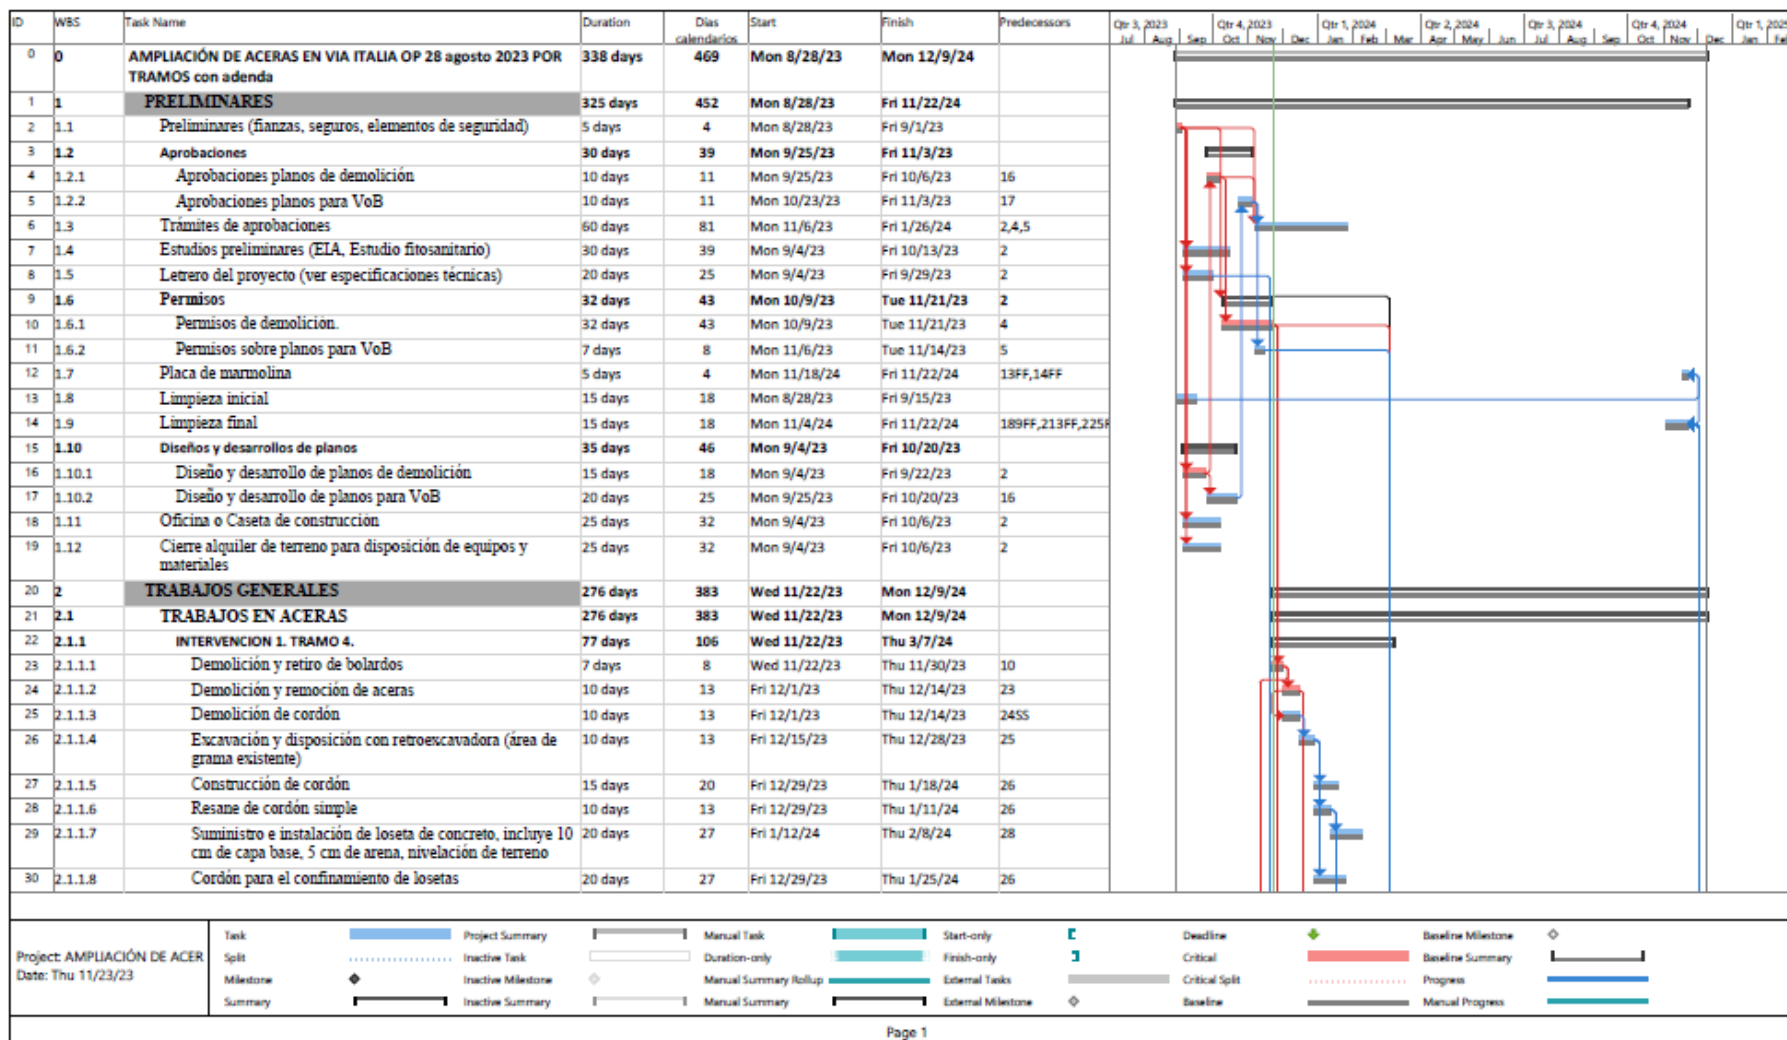 ID WBS Task Name Duration Dias calendarios Start Finish Predecessors
Qtr 3, 2023 Qtr 4, 2023 Qtr 1, 2024 Qtr 2, 2024 Qtr 3, 2024 Qtr 4, 2024 Qtr 1, 2025
Jul Aug Sep Oct Nov Dec Jan Feb Mar Apr May Jun Jul Aug Sep Oct Nov Dec Jan Feb
0 0 AMPLIACIÓN DE ACERAS EN VIA ITALIA OP 28 agosto 2023 POR 338 days 469 Mon 8/28/23 Mon 12/9/24
TRAMOS con adenda
1 1 PRELIMINARES 325 days 452 Mon 8/28/23 Fri 11/22/24
2 1.1 Preliminares (fianzas, seguros, elementos de seguridad) 5 days 4 Mon 8/28/23 Fri 9/1/23
3 1.2 Aprobaciones 30 days 39 Mon 9/25/23 Fri 11/3/23
4 1.2.1 Aprobaciones planos de demolición 10 days 11 Mon 9/25/23 Fri 10/6/23 16
5 1.2.2 Aprobaciones planos para VoB 10 days 11 Mon 10/23/23 Fri 11/3/23 17
6 1.3 Trámites de aprobaciones 60 days 81 Mon 11/6/23 Fri 1/26/24 2,4,5
7 1.4 Estudios preliminares (EIA, Estudio fitosanitario) 30 days 39 Mon 9/4/23 Fri 10/13/23 2
8 1.5 Letrero del proyecto (ver especificaciones técnicas) 20 days 25 Mon 9/4/23 Fri 9/29/23 2
9 1.6 Permisos 32 days 43 Mon 10/9/23 Tue 11/21/23 2
10 1.6.1 Permisos de demolición. 32 days 43 Mon 10/9/23 Tue 11/21/23 4
11 1.6.2 Permisos sobre planos para VoB 7 days 8 Mon 11/6/23 Tue 11/14/23 5
12 1.7 Placa de marmolina 5 days 4 Mon 11/18/24 Fri 11/22/24 13FF,14FF
13 1.8 Limpieza inicial 15 days 18 Mon 8/28/23 Fri 9/15/23
14 1.9 Limpieza final 15 days 18 Mon 11/4/24 Fri 11/22/24 189FF,213FF,225F
15 1.10 Diseños y desarrollos de planos 35 days 46 Mon 9/4/23 Fri 10/20/23
16 1.10.1 Diseño y desarrollo de planos de demolición 15 days 18 Mon 9/4/23 Fri 9/22/23 2
17 1.10.2 Diseño y desarrollo de planos para VoB 20 days 25 Mon 9/25/23 Fri 10/20/23 16
18 1.11 Oficina o Caseta de construcción 25 days 32 Mon 9/4/23 Fri 10/6/23 2
19 1.12 Cierre alquiler de terreno para disposición de equipos y 25 days 32 Mon 9/4/23 Fri 10/6/23 2
materiales
20 2 TRABAJOS GENERALES 276 days 383 Wed 11/22/23 Mon 12/9/24
21 2.1 TRABAJOS EN ACERAS 276 days 383 Wed 11/22/23 Mon 12/9/24
22 2.1.1 INTERVENCION 1. TRAMO 4. 77 days 106 Wed 11/22/23 Thu 3/7/24
23 2.1.1.1 Demolición y retiro de bolardos 7 days 8 Wed 11/22/23 Thu 11/30/23 10
24 2.1.1.2 Demolición y remoción de aceras 10 days 13 Fri 12/1/23 Thu 12/14/23 23
25 2.1.1.3 Demolición de cordón 10 days 13 Fri 12/1/23 Thu 12/14/23 24SS
26 2.1.1.4 Excavación y disposición con retroexcavadora (área de 10 days 13 Fri 12/15/23 Thu 12/28/23 25
grama existente)
27 2.1.1.5 Construcción de cordón 15 days 20 Fri 12/29/23 Thu 1/18/24 26
28 2.1.1.6 Resane de cordón simple 10 days 13 Fri 12/29/23 Thu 1/11/24 26
29 2.1.1.7 Suministro e instalación de loseta de concreto, incluye 10 20 days 27 Fri 1/12/24 Thu 2/8/24 28
cm de capa base, 5 cm de arena, nivelación de terreno
30 2.1.1.8 Cordón para el confinamiento de losetas 20 days 27 Fri 12/29/23 Thu 1/25/24 26
Project: AMPLIACIÓN DE ACER
Date: Thu 11/23/23
Task Project Summary Manual Task Start-only Deadline Baseline Milestone
Split Inactive Task Duration-only Finish-only Critical Baseline Summary
Milestone Inactive Milestone Manual Summary Rollup External Tasks Critical Split Progress
Summary Inactive Summary Manual Summary External Milestone Baseline Manual Progress
Page 1